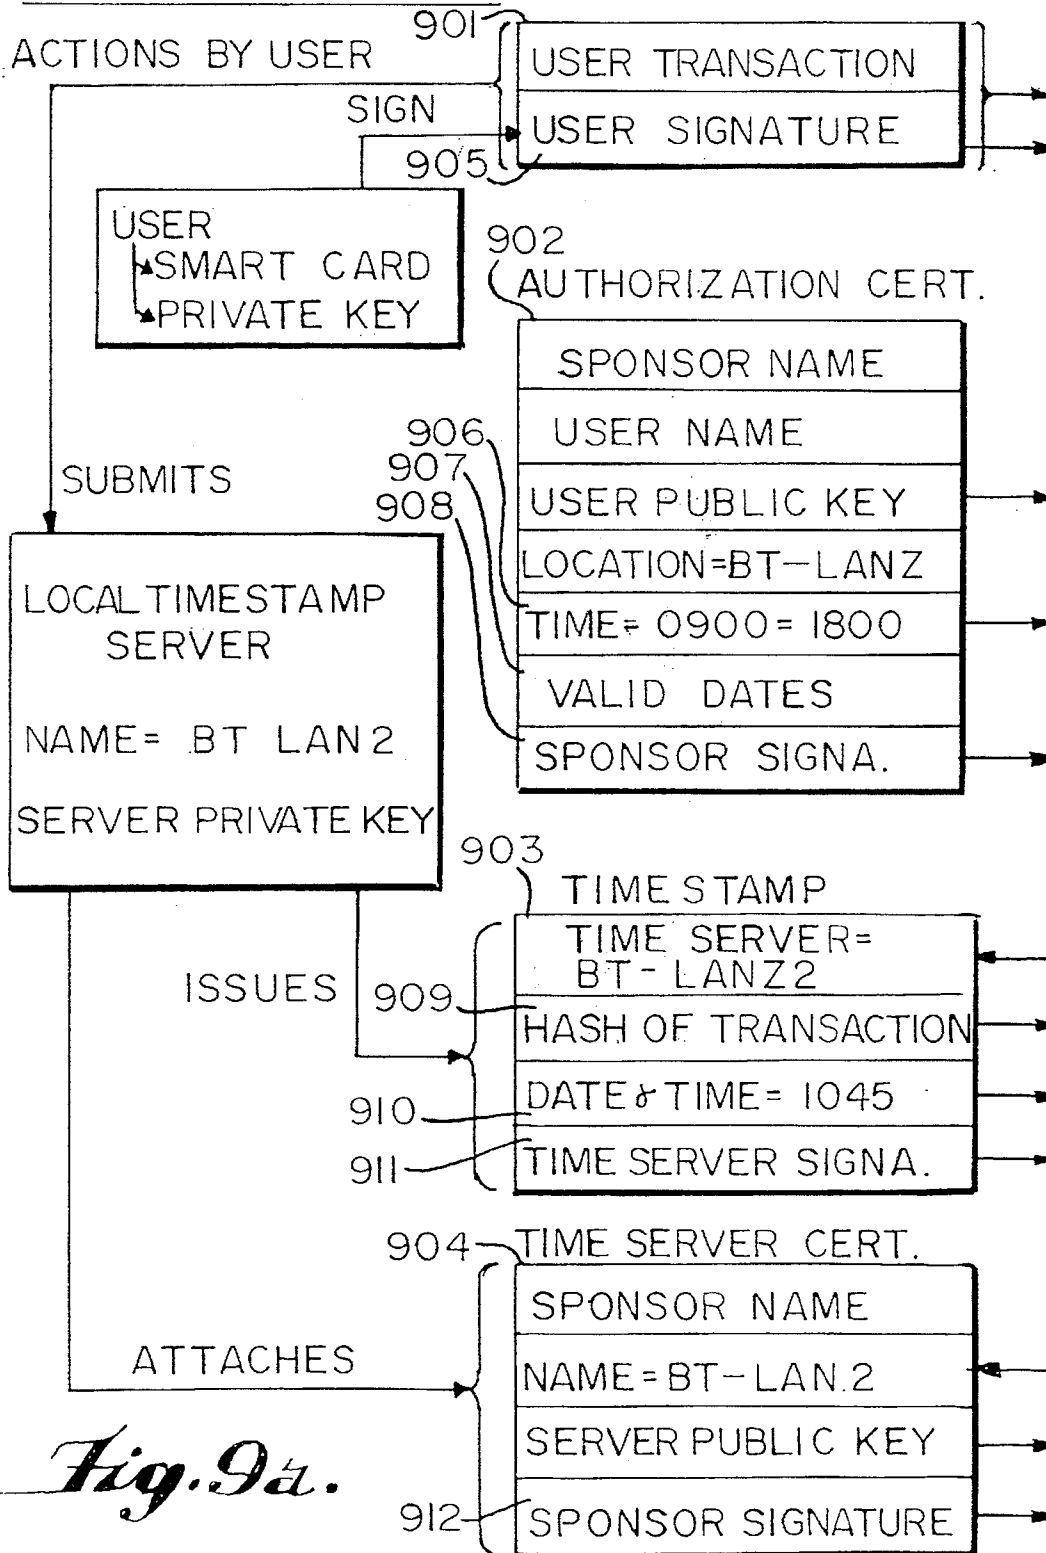 901
ACTIONS BY USER
USER TRANSACTION
SIGN
USER SIGNATURE
905
USER
SMART CARD
PRIVATE KEY
902
AUTHORIZATION CERT.
SPONSOR NAME
906
USER NAME
907
SUBMITS
USER PUBLIC KEY
908
LOCATION=BT-LANZ
LOCAL TIMESTAMP
SERVER
TIME= 0900=1800
VALID DATES
NAME= BT LAN2
SPONSOR SIGNA.
SERVER PRIVATE KEY
903
TIME STAMP
TIME SERVER=
BT-LANZ2
ISSUES
909
HASH OF TRANSACTION
DATE & TIME= 1045
910
911
TIME SERVER SIGNA.
904
TIME SERVER CERT.
SPONSOR NAME
ATTACHES
NAME=BT-LAN.2
SERVER PUBLIC KEY
Fig. 9a.
912
SPONSOR SIGNATURE